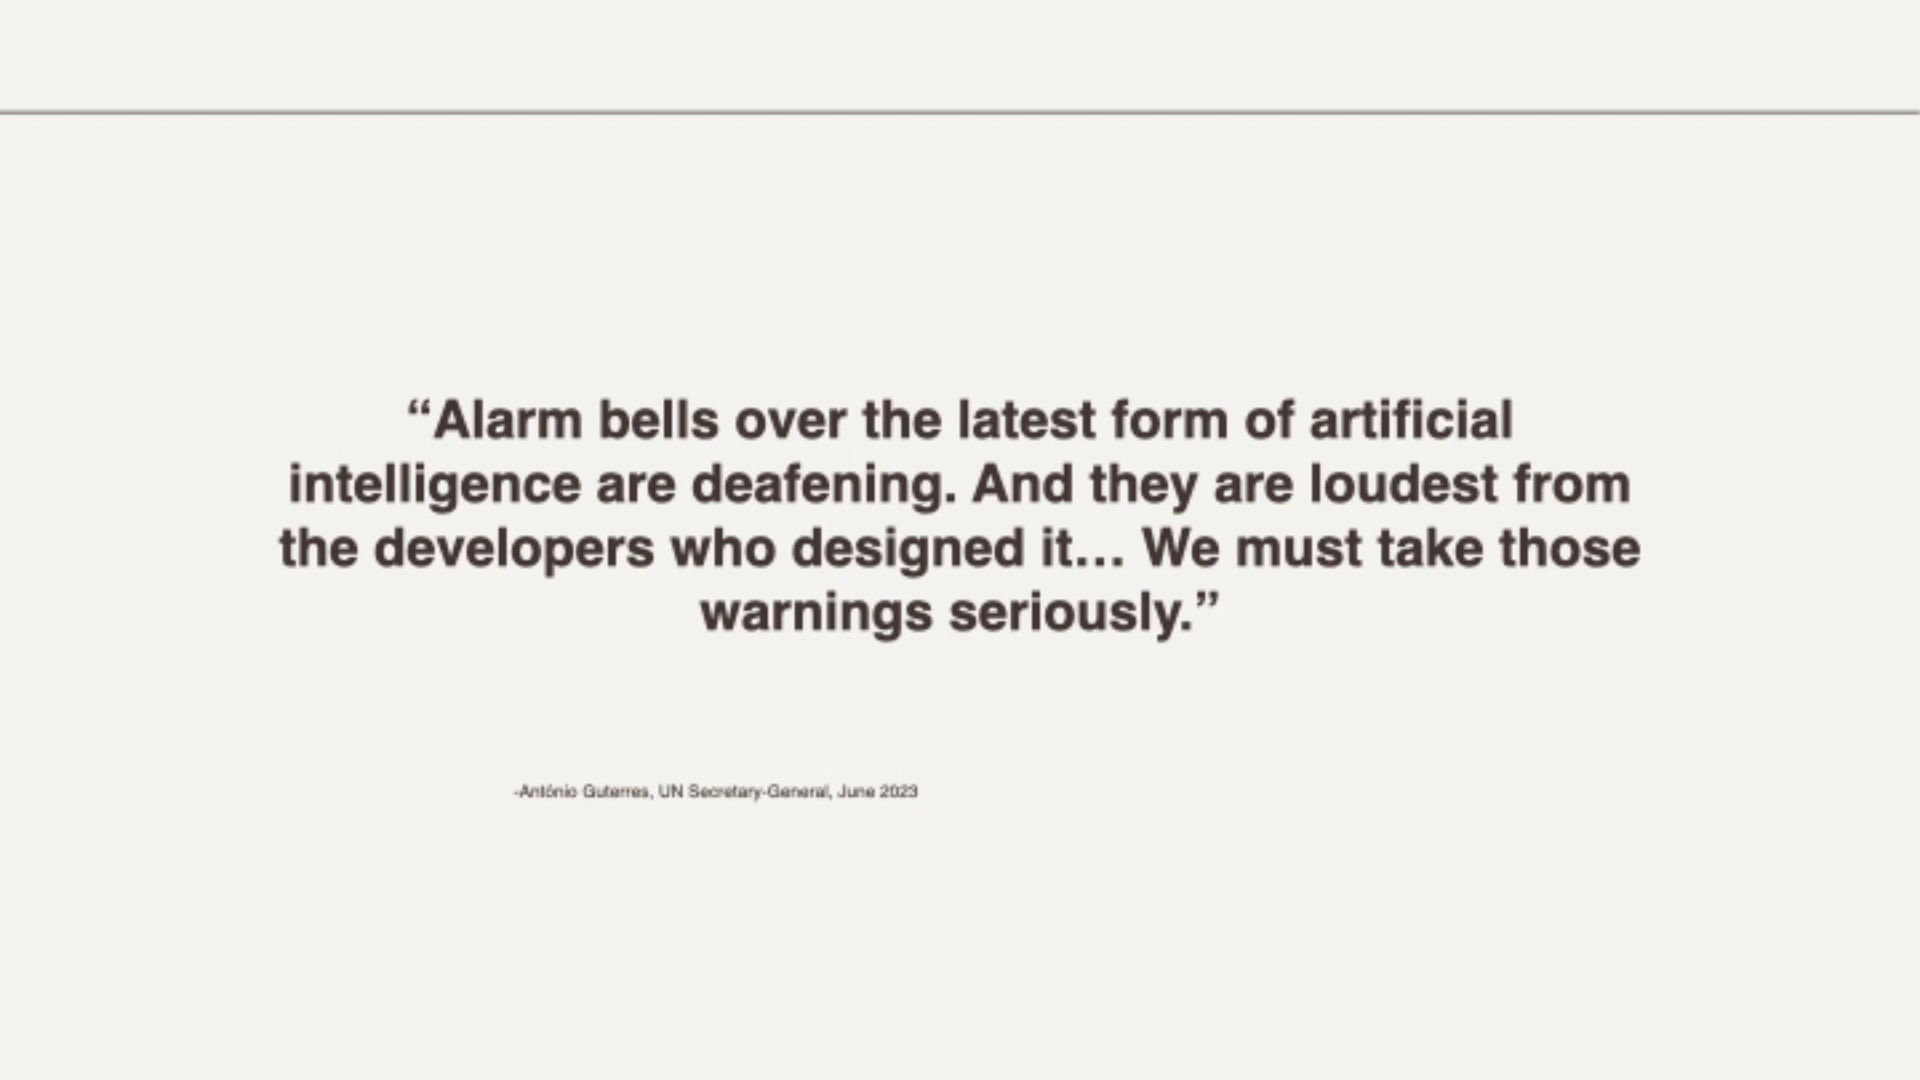 “Alarm bells over the latest form of artificial
intelligence are deafening. And they are loudest from
the developers who designed it... We must take those
warnings seriously.”
-António Guterres, UN Secretary-General, June 2023